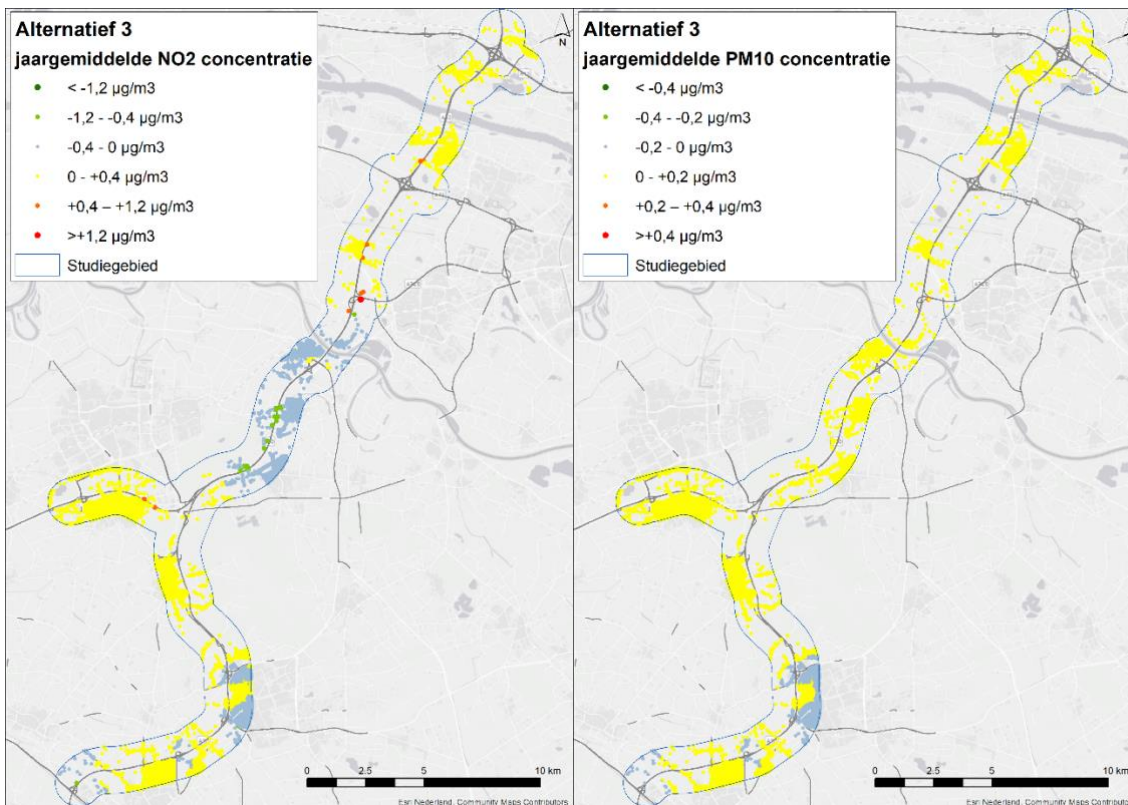 Alternatief 3
jaargemiddelde NO2 concentratie
< -1,2 µg/m3
-1,2 - -0,4 µg/m3
-0,4 - 0 µg/m3
0 - +0,4 µg/m3
+0,4 – +1,2 µg/m3
>+1,2 µg/m3
Studiegebied
N
0 2.5 5 10 km
Esri Nederland, Community Maps Contributors
Alternatief 3
jaargemiddelde PM10 concentratie
< -0,4 µg/m3
-0,4 - -0,2 µg/m3
-0,2 - 0 µg/m3
0 - +0,2 µg/m3
+0,2 – +0,4 µg/m3
>+0,4 µg/m3
Studiegebied
N
0 2.5 5 10 km
Esri Nederland, Community Maps Contributors